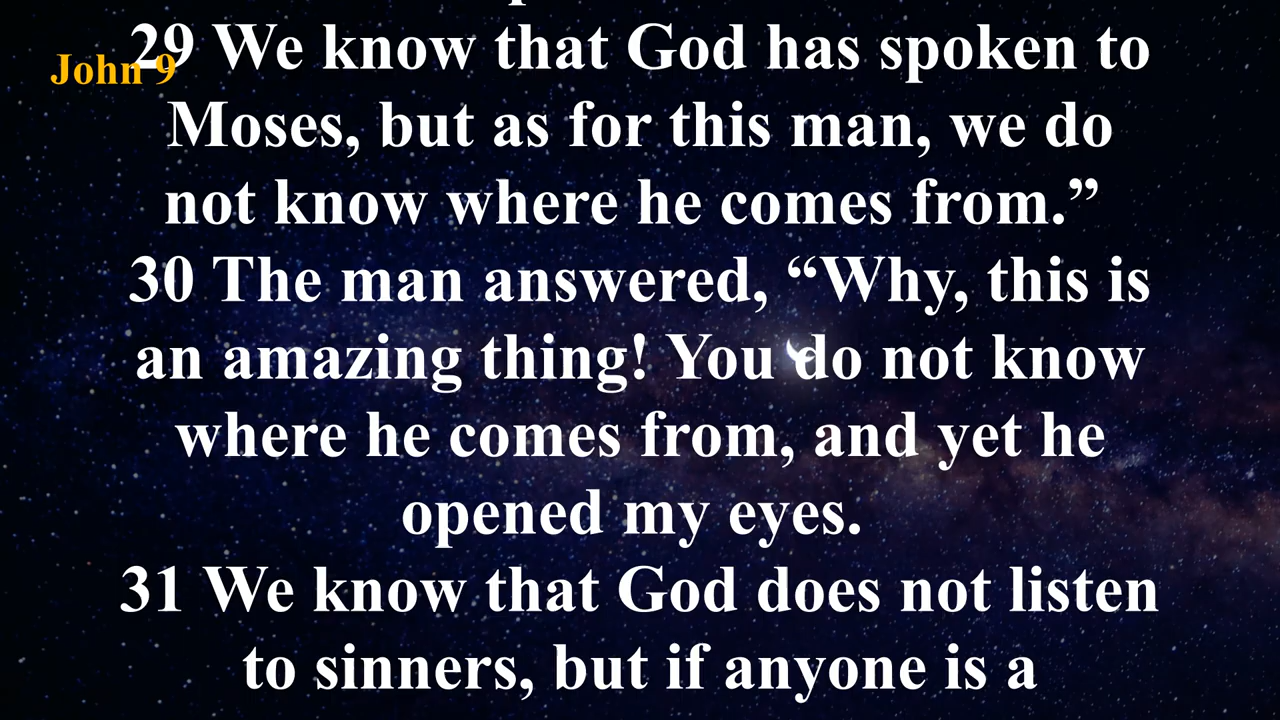 29 We know that God has spoken to
John 9
Moses, but as for this man, we do
not know where he comes from.”
30 The man answered, “Why, this is
an amazing thing! You do not know
where he comes from, and yet he
opened my eyes.
31 We know that God does not listen
to sinners, but if anyone is a